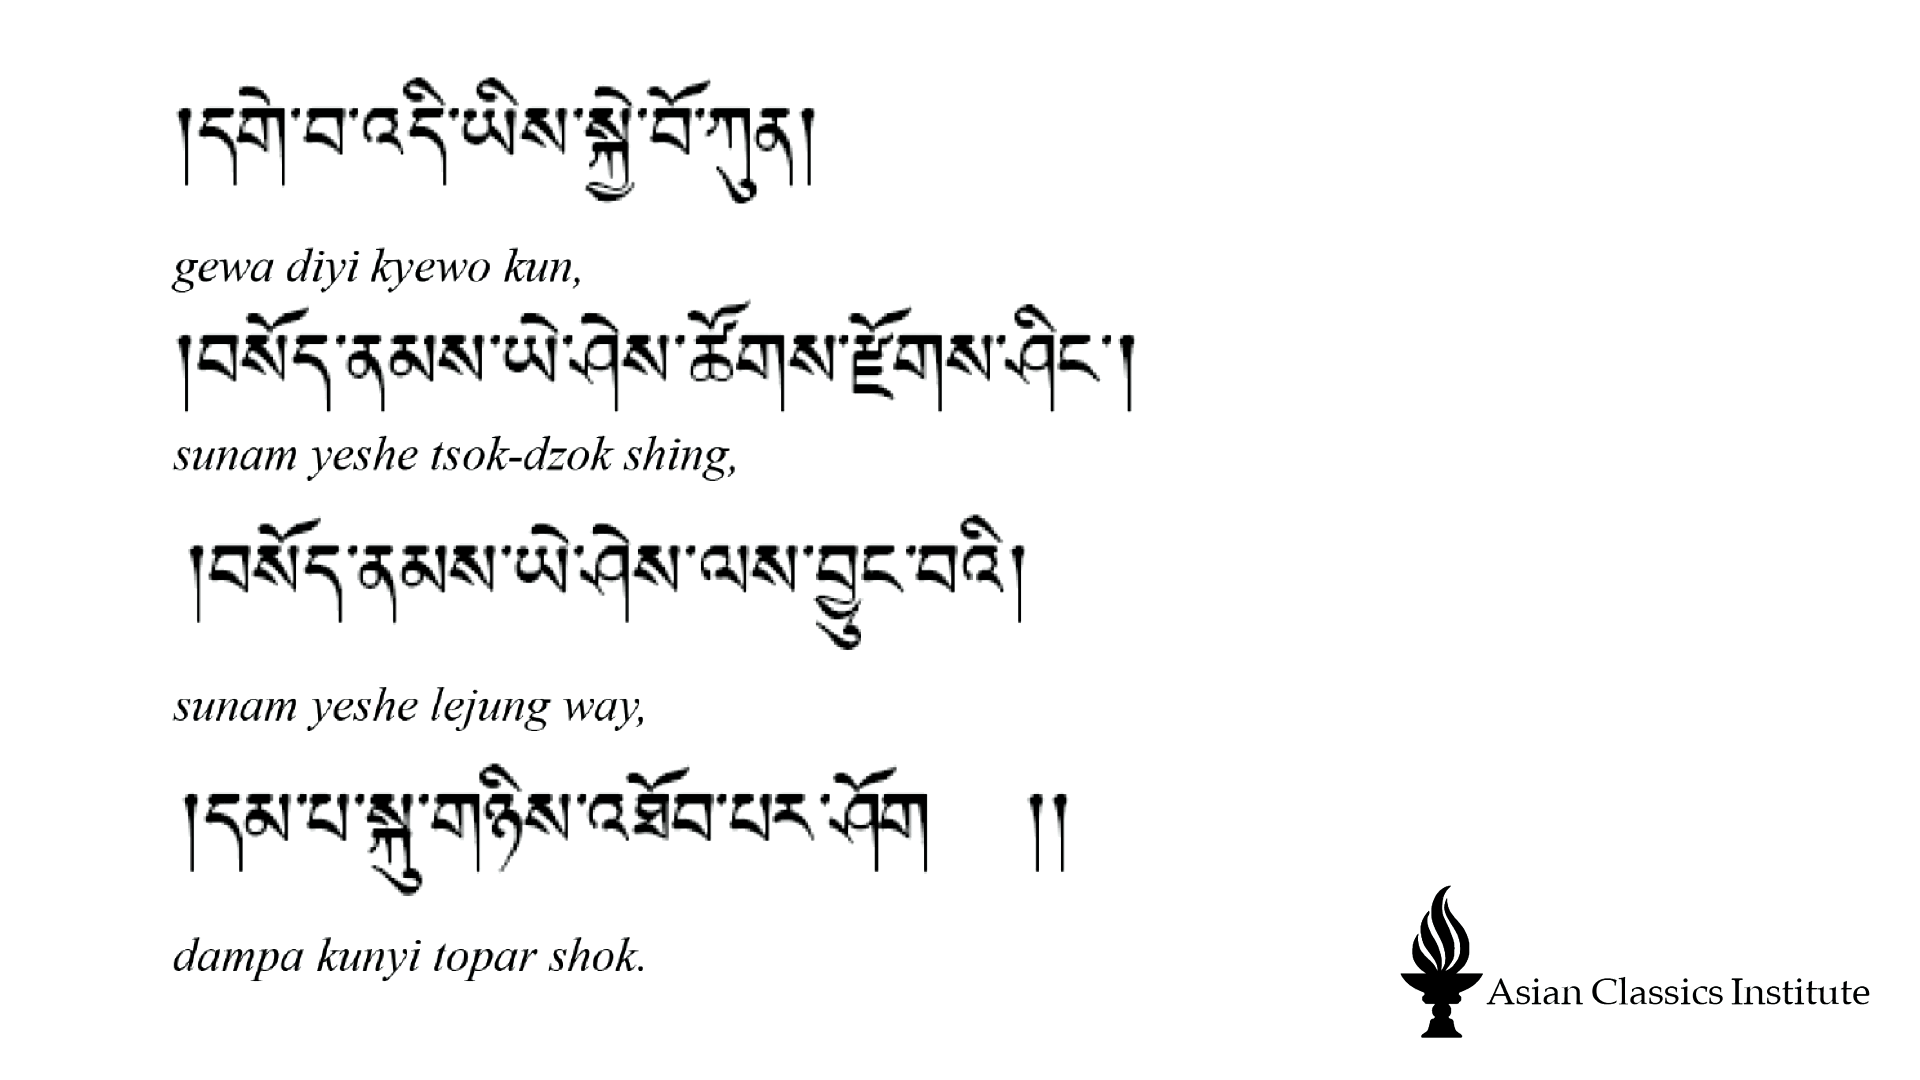 །དགེ་བ་འདི་ཡིས་སྐྱེ་བོ་ཀུན།
gewa diyi kyewo kun,
།བསོད་ནམས་ཡེ་ཤེས་ཚོགས་རྫོགས་ཤིང་།
sunam yeshe tsok-dzok shing,
།བསོད་ནམས་ཡེ་ཤེས་ལས་བྱུང་བའི།
sunam yeshe lejung way,
།དམ་པ་སྐུ་གཉིས་འཐོབ་པར་ཤོག །།
dampa kunyi topar shok.
Asian Classics Institute